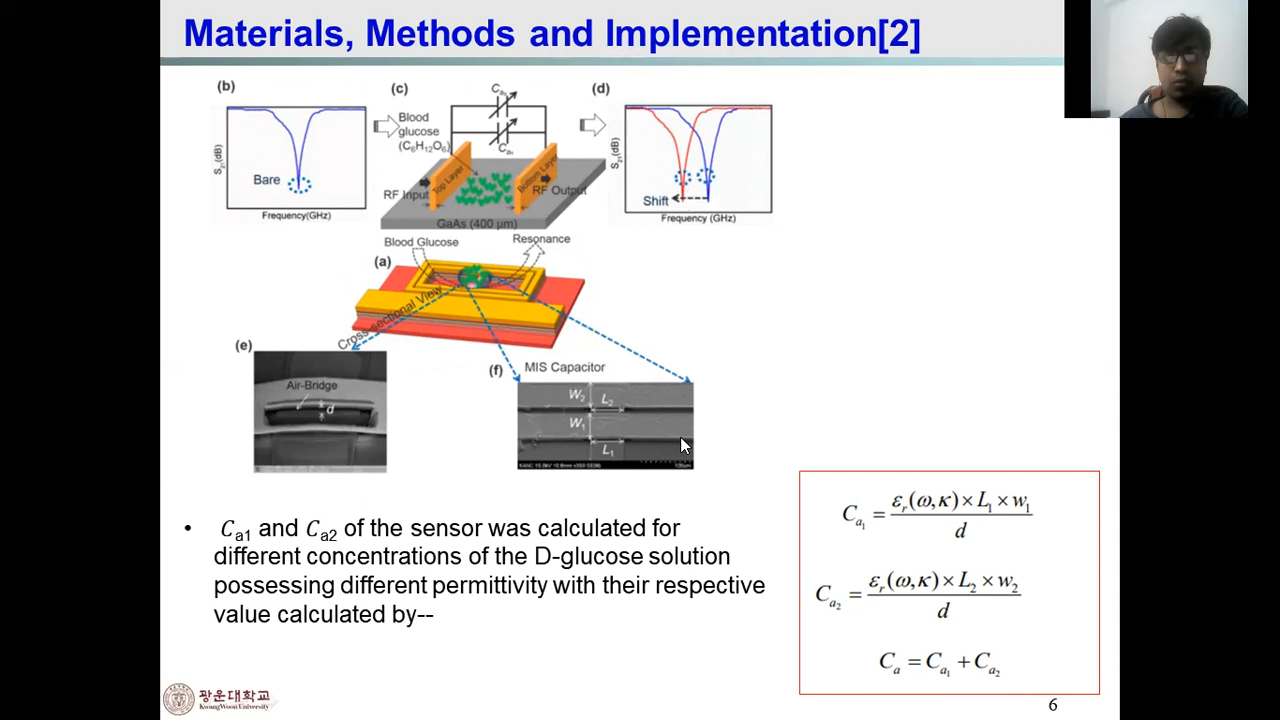 Materials, Methods and Implementation[2]
(b)
S21(dB)
Bare
Frequency(GHz)
(c)
Blood
glucose
(C6H12O6)
Ca2
Ca1
Top Layer
Bottom Layer
RF Input
RF Output
GaAs (400 μm)
(d)
S21(dB)
Shift
Frequency (GHz)
Blood Glucose
Resonance
(a)
Cross-sectional View
(e)
Air-Bridge
d
(f)
MIS Capacitor
W2
L2
W1
L1
• Ca1 and Ca2 of the sensor was calculated for
different concentrations of the D-glucose solution
possessing different permittivity with their respective
value calculated by--
Ca1 = εr(ω,κ)×L1×w1
d
Ca2 = εr(ω,κ)×L2×w2
d
Ca = Ca1 + Ca2
광운대학교
KwangWoon University
6